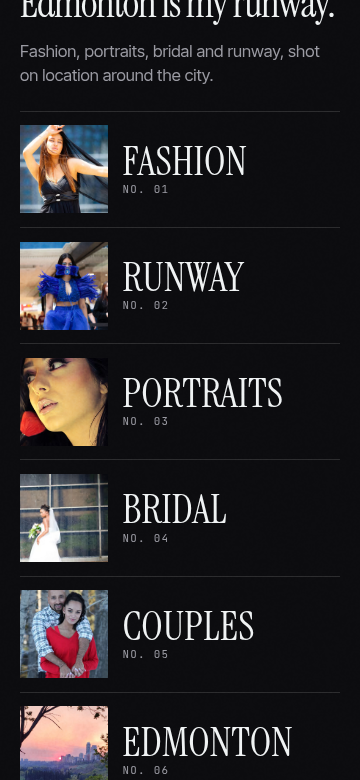 Edmonton is my runway.
Fashion, portraits, bridal and runway, shot
on location around the city.
FASHION
NO. 01
RUNWAY
NO. 02
PORTRAITS
NO. 03
BRIDAL
NO. 04
COUPLES
NO. 05
EDMONTON
NO. 06